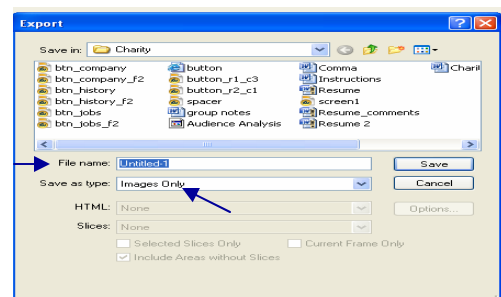 Export
Save in: Charity
btn_company button Comma Charit
btn_company_f2 button_r1_c3 Instructions
btn_history button_r2_c1 Resume
btn_history_f2 spacer screen1
btn_jobs group notes Resume_comments
btn_jobs_f2 Audience Analysis Resume 2
File name: Untitled-1 Save
Save as type: Images Only Cancel
HTML: None Options...
Slices: None
Selected Slices Only Current Frame Only
Include Areas without Slices